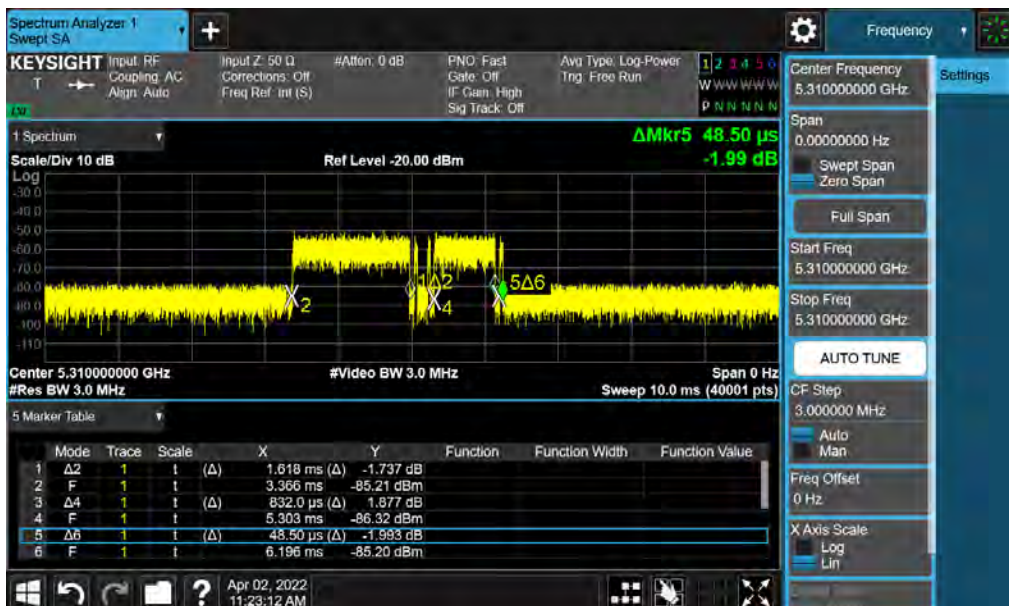 Spectrum Analyzer 1
Swept SA
+
Frequency
KEYSIGHT Input: RF Input Z: 50 Ω #Atten: 0 dB PNO: Fast Avg Type: Log-Power 1 2 3 4 5 6
T Coupling: AC Corrections: Off Gate: Off Trig: Free Run W W W W W W
Align: Auto Freq Ref: Int (S) IF Gain: High
Sig Track: Off P N N N N N
1 Spectrum
ΔMkr5 48.50 µs
Scale/Div 10 dB Ref Level -20.00 dBm -1.99 dB
Log
-30.0
-40.0
-50.0
-60.0
-70.0
-80.0
-90.0
-100
-110
2
1Δ2
4
5Δ6
Center 5.310000000 GHz #Video BW 3.0 MHz Span 0 Hz
#Res BW 3.0 MHz Sweep 10.0 ms (40001 pts)
5 Marker Table
Mode Trace Scale X Y Function Function Width Function Value
1 Δ2 1 t (Δ) 1.618 ms (Δ) -1.737 dB
2 F 1 t 3.366 ms -85.21 dBm
3 Δ4 1 t (Δ) 832.0 µs (Δ) 1.877 dB
4 F 1 t 5.303 ms -86.32 dBm
5 Δ6 1 t (Δ) 48.50 µs (Δ) -1.993 dB
6 F 1 t 6.196 ms -85.20 dBm
?
Apr 02, 2022
11:23:12 AM
Center Frequency
5.310000000 GHz
Settings
Span
0.00000000 Hz
Swept Span
Zero Span
Full Span
Start Freq
5.310000000 GHz
Stop Freq
5.310000000 GHz
AUTO TUNE
CF Step
3.000000 MHz
Auto
Man
Freq Offset
0 Hz
X Axis Scale
Log
Lin